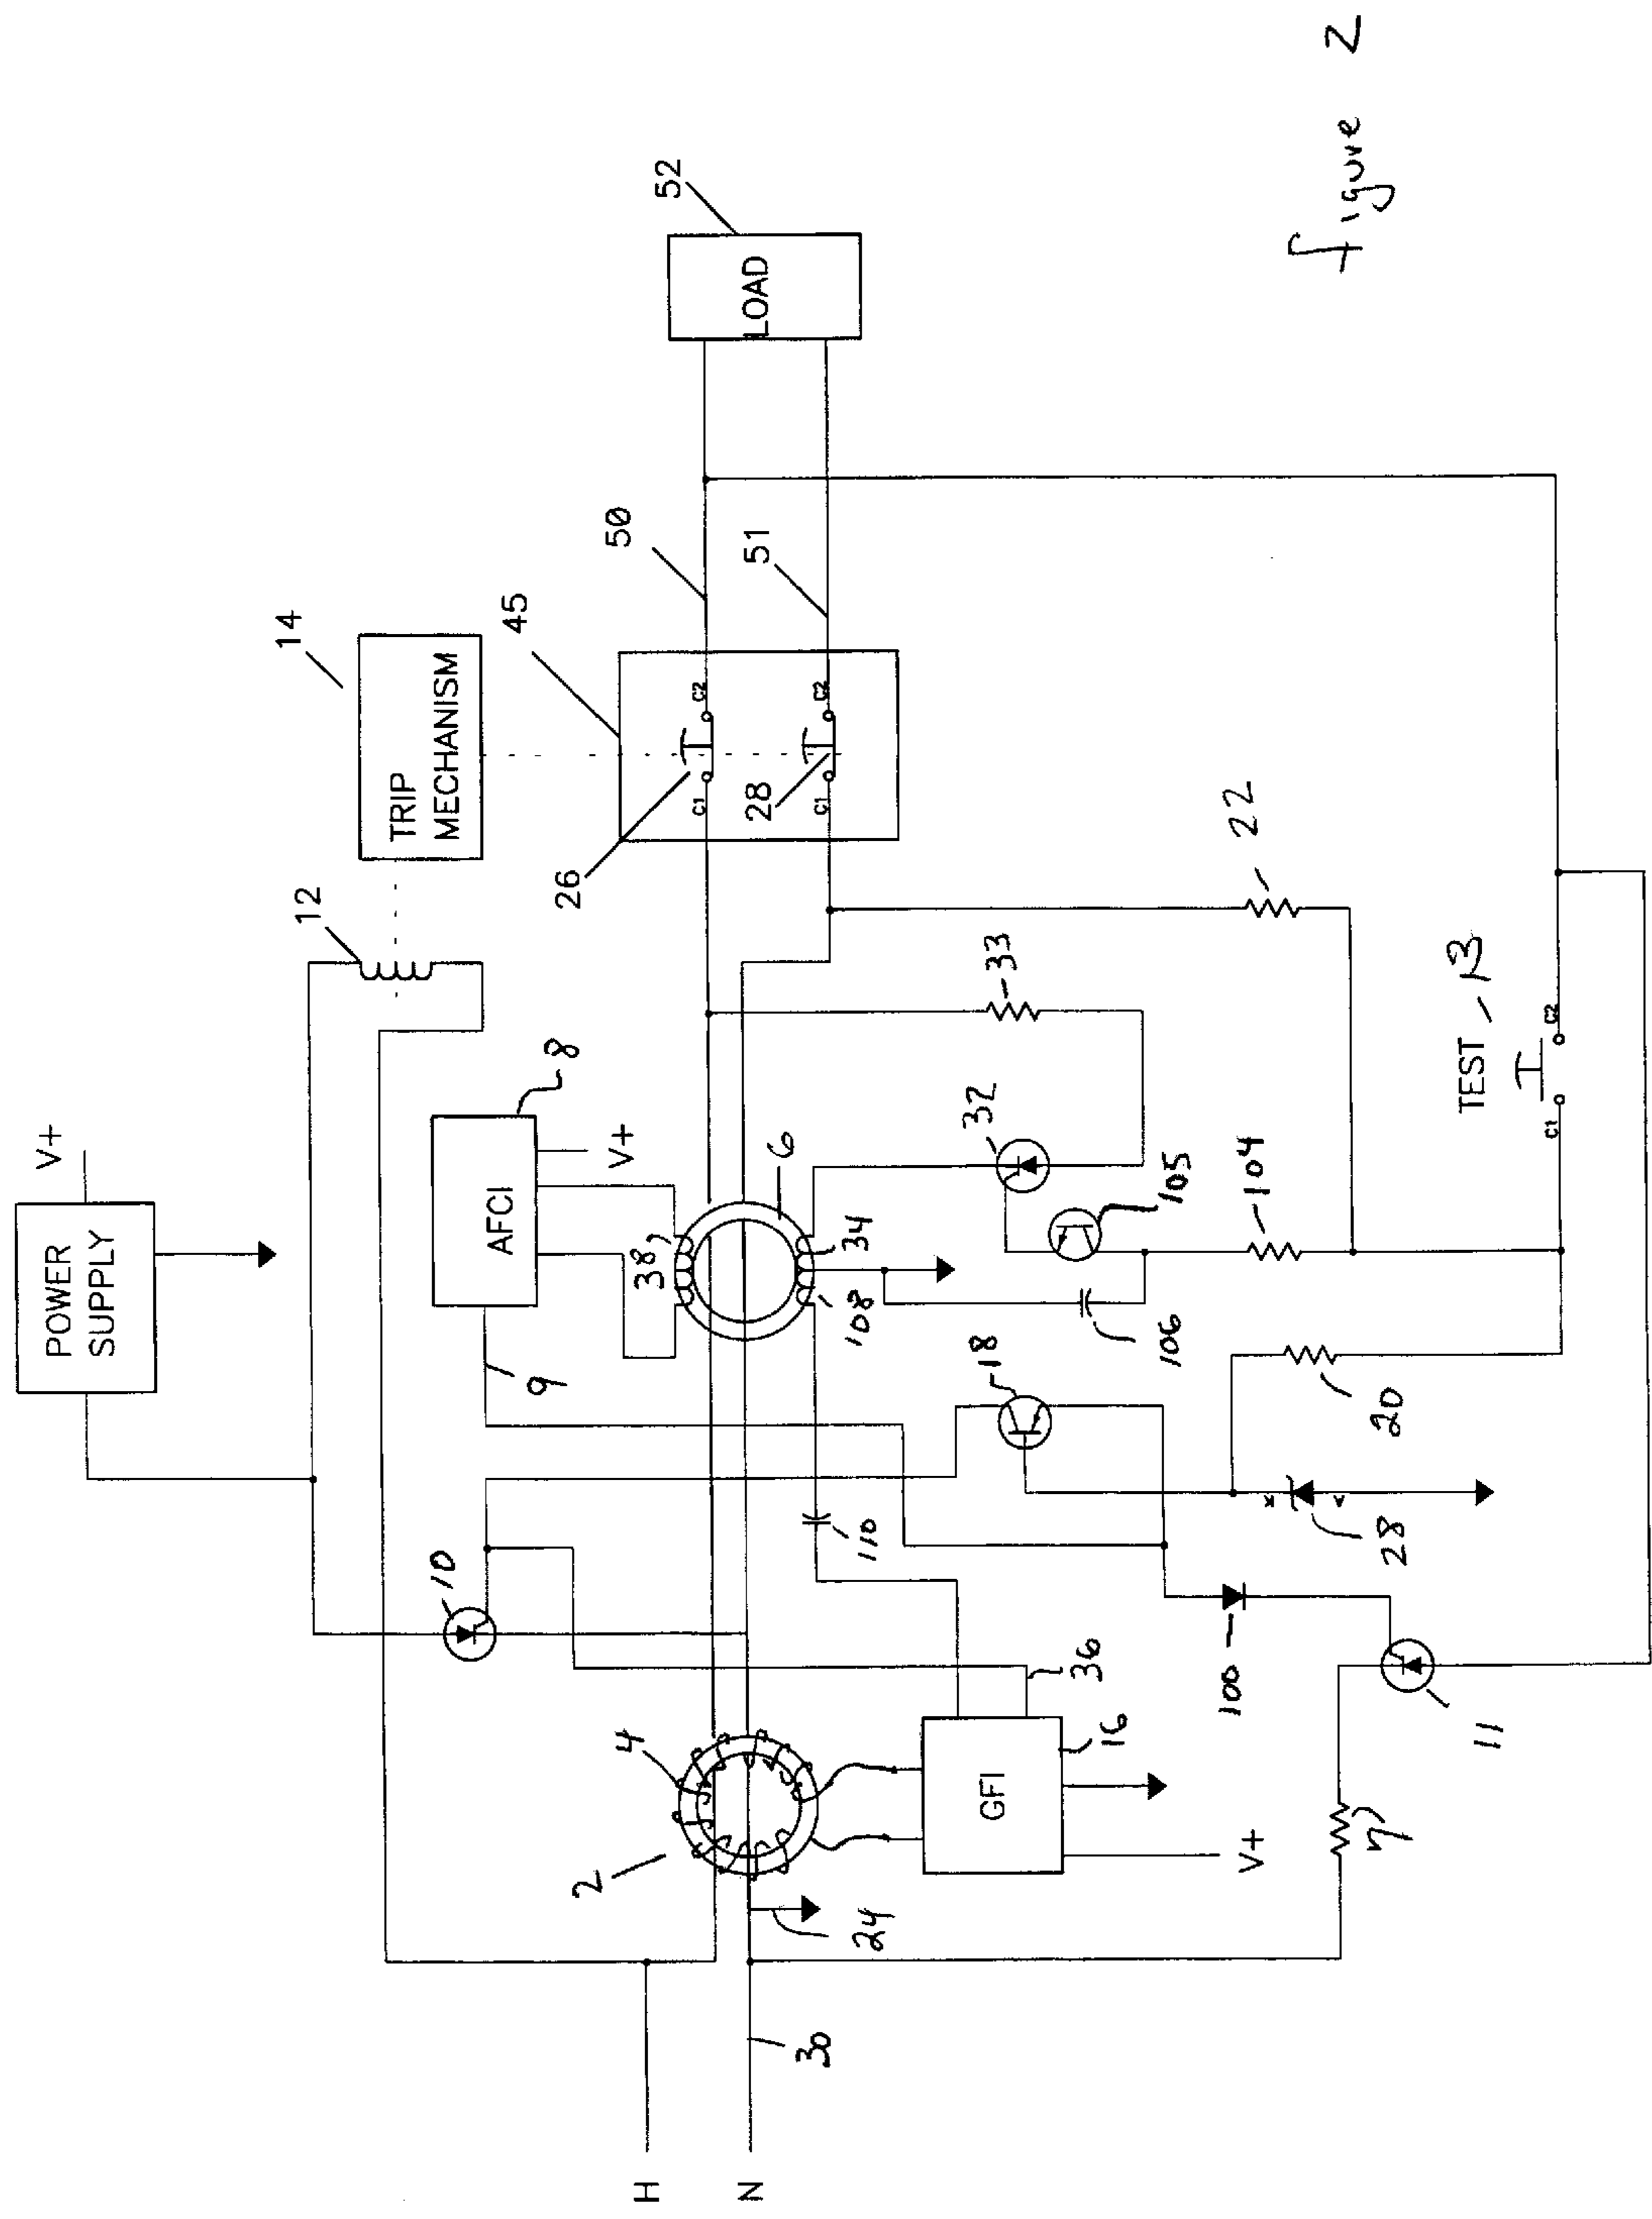 POWER
SUPPLY
V+
12
14
TRIP
MECHANISM
45
50
51
52
LOAD
AFCI
8
V+
9
10
38
6
34
108
26
28
C1
C2
C1
C2
H
N
30
2
4
24
GFI
16
36
V+
110
18
32
33
105
104
106
22
20
28
100
11
7
TEST
13
C1
C2
figure 2